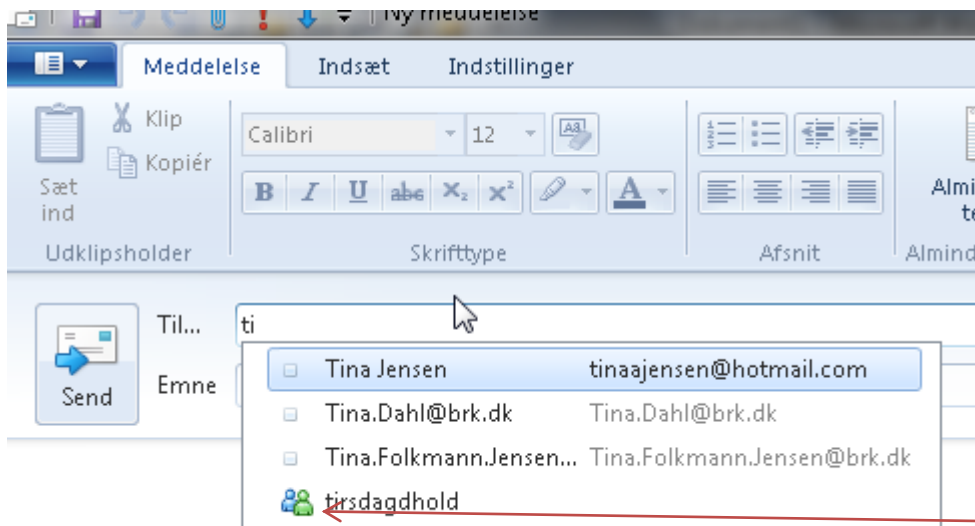 Ny meddelelse
Meddelelse Indsæt Indstillinger
Klip
Kopiér
Sæt
ind
Calibri 12
B I U abc X₂ X² A
Udklipsholder Skrifttype Afsnit
Til... ti
Send
Emne
Tina Jensen tinaajensen@hotmail.com
Tina.Dahl@brk.dk Tina.Dahl@brk.dk
Tina.Folkmann.Jensen... Tina.Folkmann.Jensen@brk.dk
tirsdagdhold